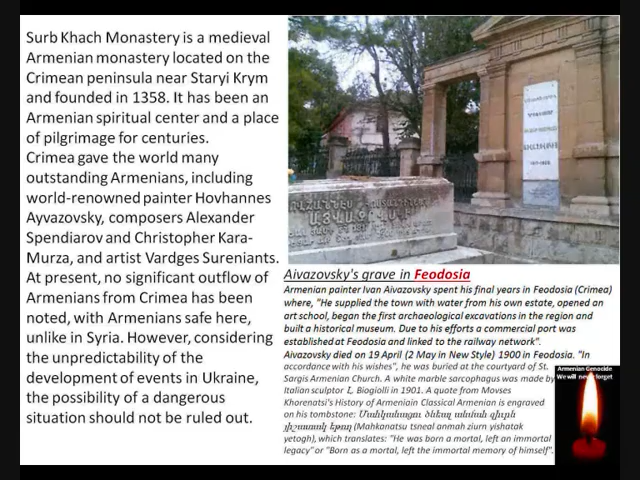 Surb Khach Monastery is a medieval
Armenian monastery located on the
Crimean peninsula near Staryi Krym
and founded in 1358. It has been an
Armenian spiritual center and a place
of pilgrimage for centuries.
Crimea gave the world many
outstanding Armenians, including
world-renowned painter Hovhannes
Ayvazovsky, composers Alexander
Spendiarov and Christopher Kara-
Murza, and artist Vardges Sureniants.
At present, no significant outflow of
Armenians from Crimea has been
noted, with Armenians safe here,
unlike in Syria. However, considering
the unpredictability of the
development of events in Ukraine,
the possibility of a dangerous
situation should not be ruled out.
Aivazovsky's grave in Feodosia
Armenian painter Ivan Aivazovsky spent his final years in Feodosia (Crimea)
where, "He supplied the town with water from his own estate, opened an
art school, began the first archaeological excavations in the region and
built a historical museum. Due to his efforts a commercial port was
established at Feodosia and linked to the railway network".
Aivazovsky died on 19 April (2 May in New Style) 1900 in Feodosia. "In
accordance with his wishes", he was buried at the courtyard of St.
Sargis Armenian Church. A white marble sarcophagus was made by
Italian sculptor L. Biogiolli in 1901. A quote from Movses
Khorenatsi's History of Armeniain Classical Armenian is engraved
on his tombstone: Մահկանացու ծնեալ անման զիւրն
յիշատակ եթող (Mahkanatsu tsneal anmah ziurn yishatak
yetogh), which translates: "He was born a mortal, left an immortal
legacy" or "Born as a mortal, left the immortal memory of himself".
Armenian Genocide
We will never forget